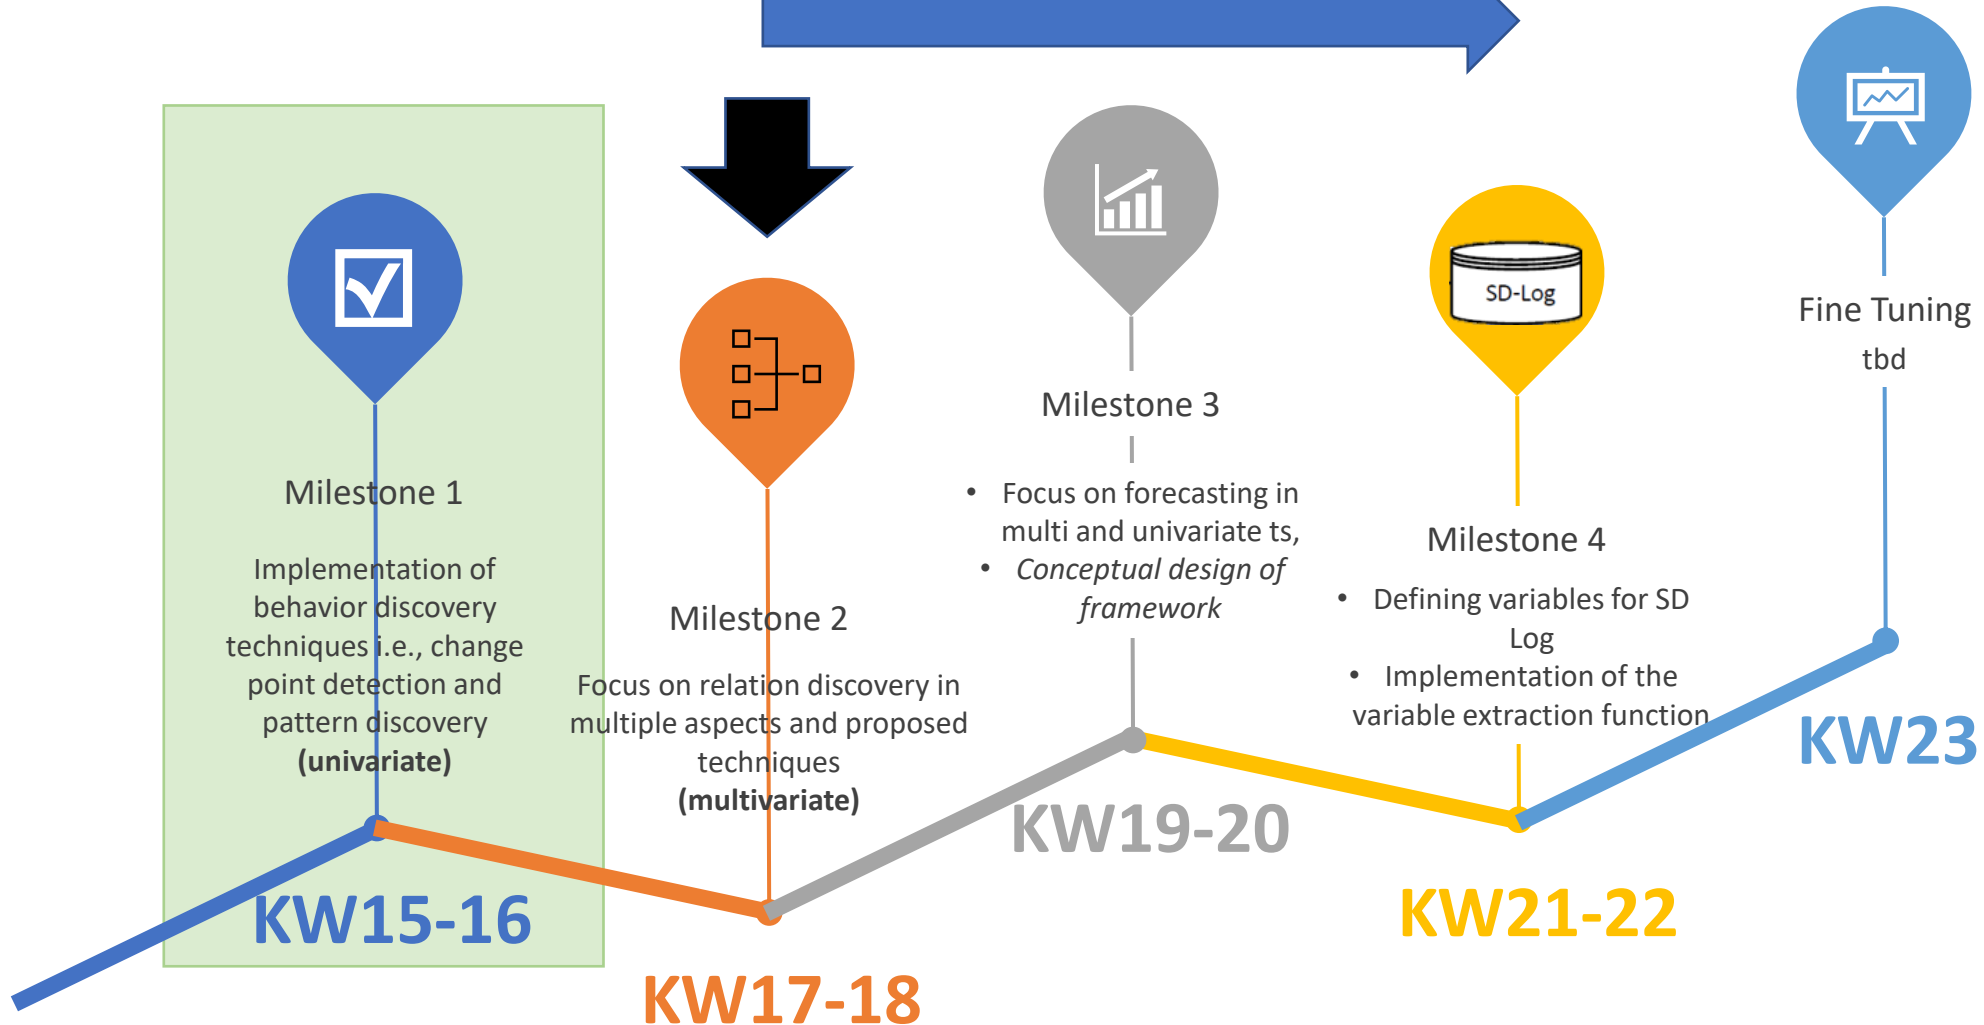 Milestone 1
Implementation of
behavior discovery
techniques i.e., change
point detection and
pattern discovery
(univariate)
KW15-16
Milestone 2
Focus on relation discovery in
multiple aspects and proposed
techniques
(multivariate)
KW17-18
Milestone 3
• Focus on forecasting in
multi and univariate ts,
• Conceptual design of
framework
KW19-20
SD-Log
Milestone 4
• Defining variables for SD
Log
• Implementation of the
variable extraction function
KW21-22
Fine Tuning
tbd
KW23